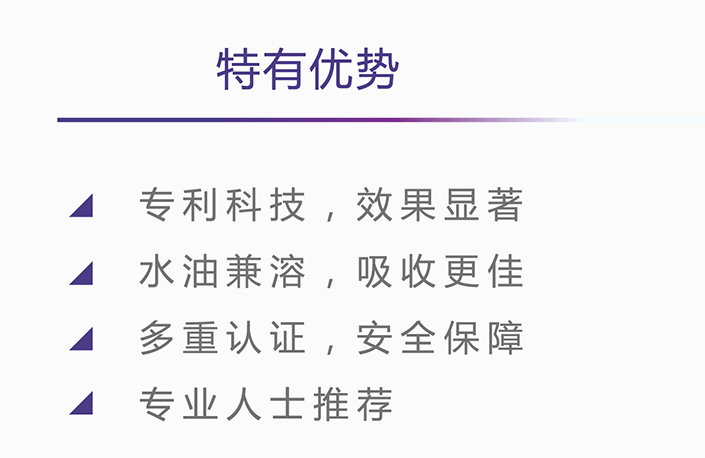 特有优势
专利科技，效果显著
水油兼溶，吸收更佳
多重认证，安全保障
专业人士推荐